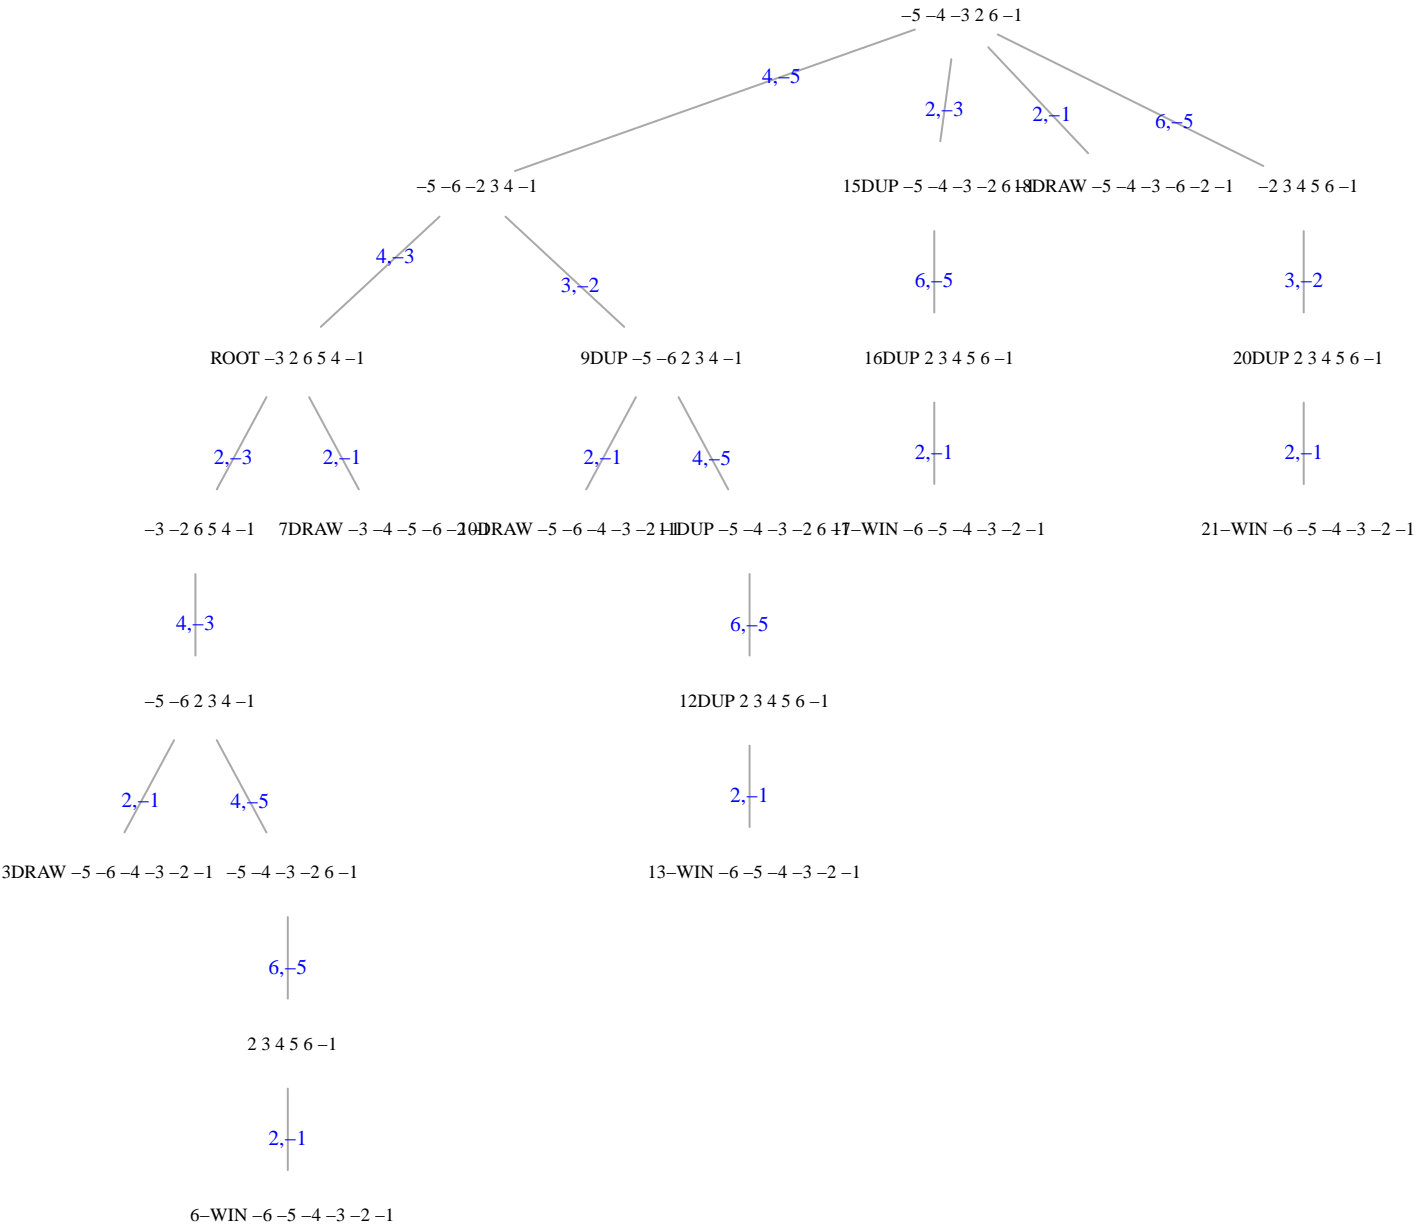 –5 –4 –3 2 6 –1
4,–5
2,–3
2,–1
6,–5
–5 –6 –2 3 4 –1
15DUP –5 –4 –3 –2 6 –1
18DRAW –5 –4 –3 –6 –2 –1
–2 3 4 5 6 –1
4,–3
3,–2
6,–5
3,–2
ROOT –3 2 6 5 4 –1
9DUP –5 –6 2 3 4 –1
16DUP 2 3 4 5 6 –1
20DUP 2 3 4 5 6 –1
2,–3
2,–1
2,–1
4,–5
2,–1
2,–1
–3 –2 6 5 4 –1
7DRAW –3 –4 –5 –6 –2 –1
10DRAW –5 –6 –4 –3 –2 –1
11DUP –5 –4 –3 –2 6 –1
17–WIN –6 –5 –4 –3 –2 –1
21–WIN –6 –5 –4 –3 –2 –1
4,–3
6,–5
–5 –6 2 3 4 –1
12DUP 2 3 4 5 6 –1
2,–1
4,–5
2,–1
3DRAW –5 –6 –4 –3 –2 –1
–5 –4 –3 –2 6 –1
13–WIN –6 –5 –4 –3 –2 –1
6,–5
2 3 4 5 6 –1
2,–1
6–WIN –6 –5 –4 –3 –2 –1